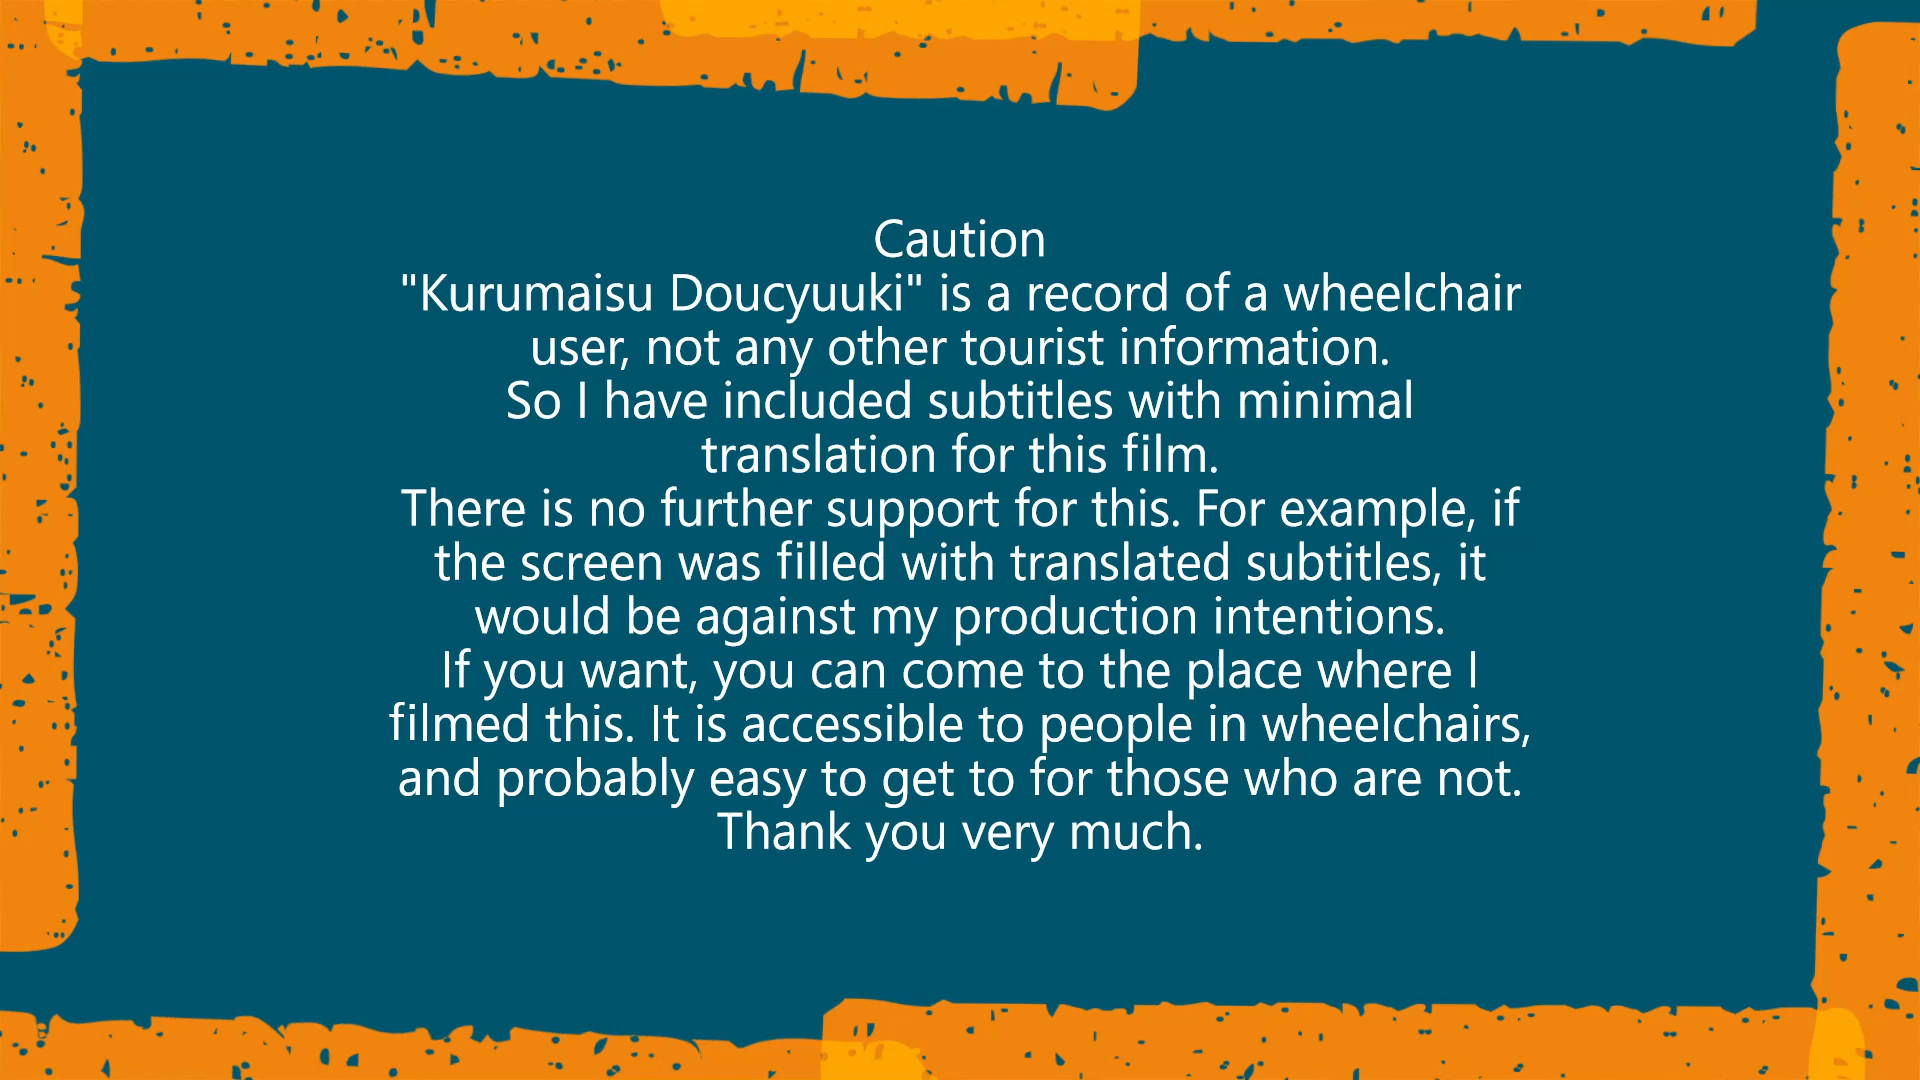 Caution
"Kurumaisu Doucyuuki" is a record of a wheelchair
user, not any other tourist information.
So I have included subtitles with minimal
translation for this film.
There is no further support for this. For example, if
the screen was filled with translated subtitles, it
would be against my production intentions.
If you want, you can come to the place where I
filmed this. It is accessible to people in wheelchairs,
and probably easy to get to for those who are not.
Thank you very much.